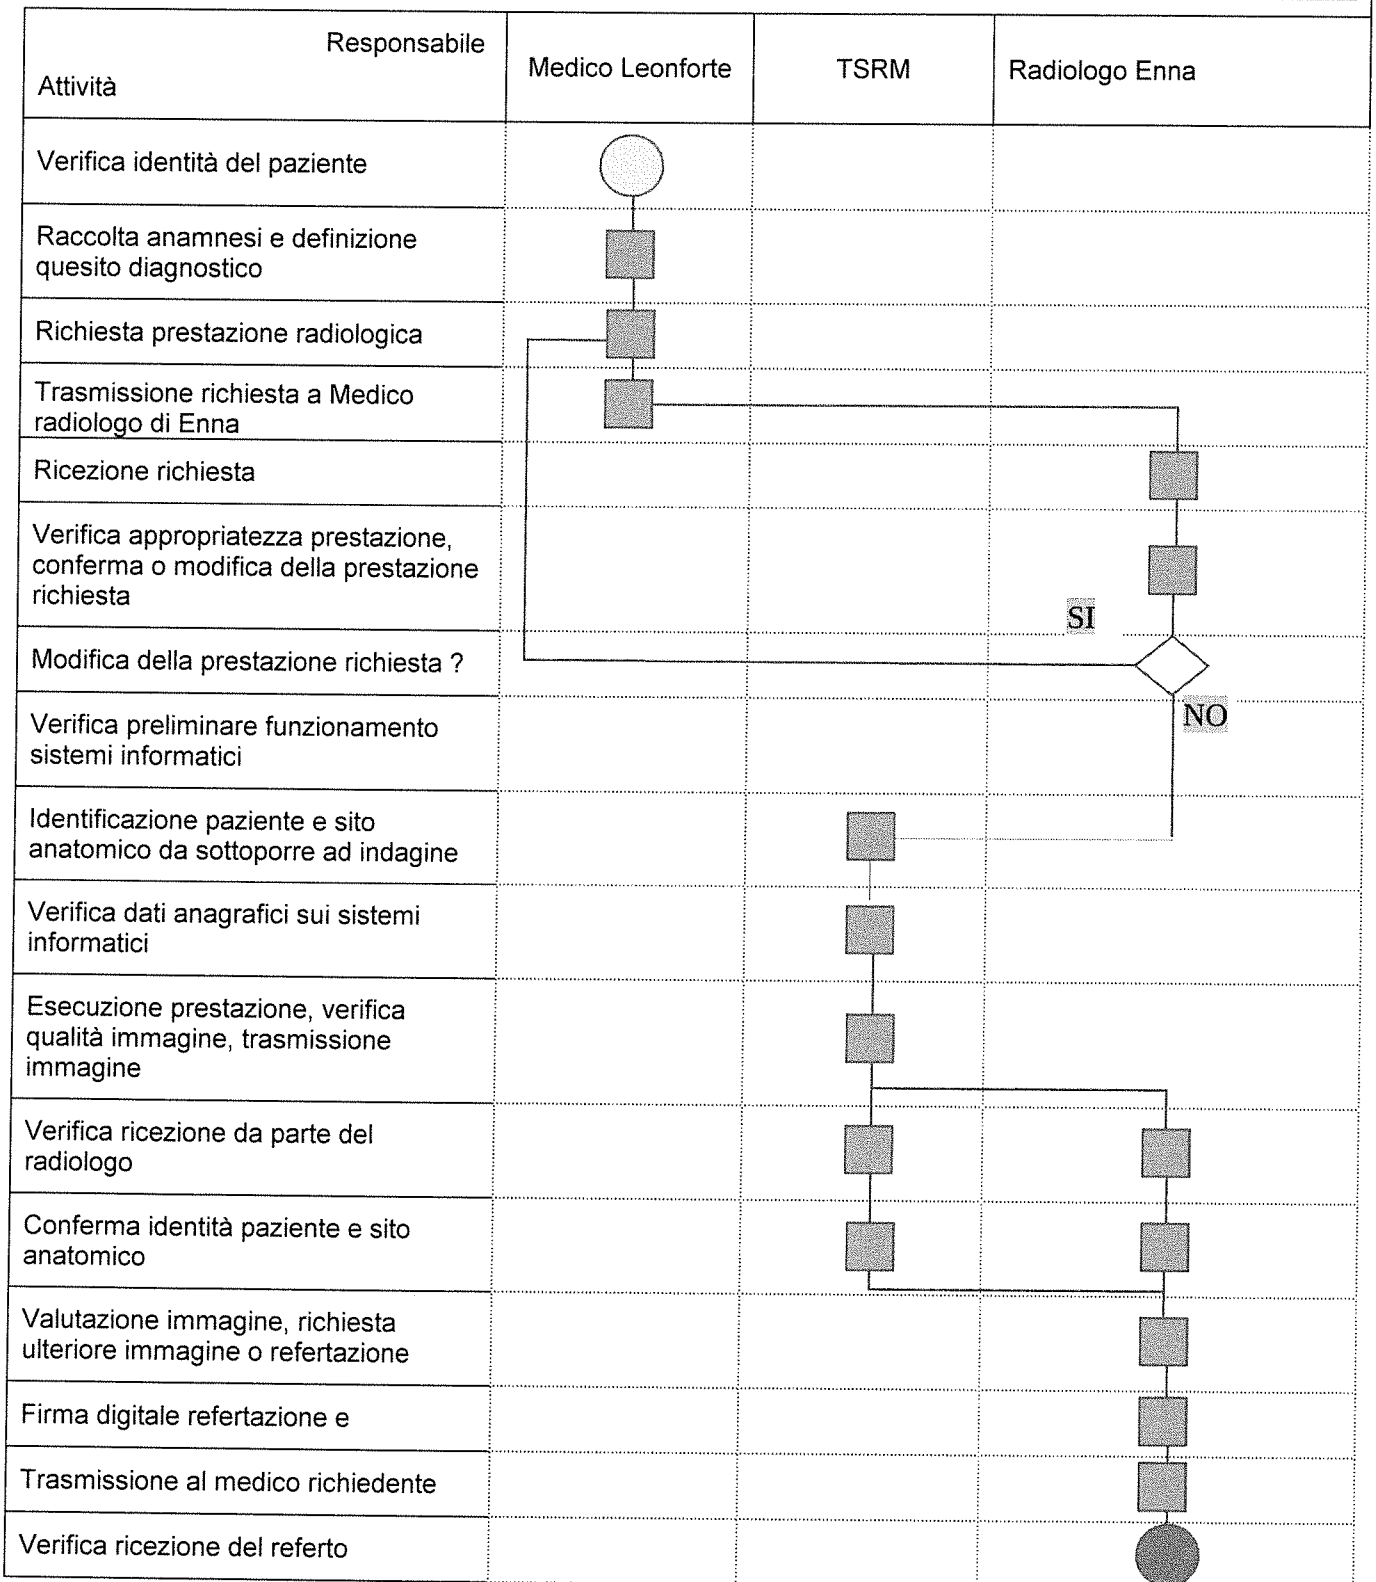 Responsabile
Attività
Medico Leonforte
TSRM
Radiologo Enna
Verifica identità del paziente
Raccolta anamnesi e definizione
quesito diagnostico
Richiesta prestazione radiologica
Trasmissione richiesta a Medico
radiologo di Enna
Ricezione richiesta
Verifica appropriatezza prestazione,
conferma o modifica della prestazione
richiesta
SI
Modifica della prestazione richiesta ?
NO
Verifica preliminare funzionamento
sistemi informatici
Identificazione paziente e sito
anatomico da sottoporre ad indagine
Verifica dati anagrafici sui sistemi
informatici
Esecuzione prestazione, verifica
qualità immagine, trasmissione
immagine
Verifica ricezione da parte del
radiologo
Conferma identità paziente e sito
anatomico
Valutazione immagine, richiesta
ulteriore immagine o refertazione
Firma digitale refertazione e
Trasmissione al medico richiedente
Verifica ricezione del referto